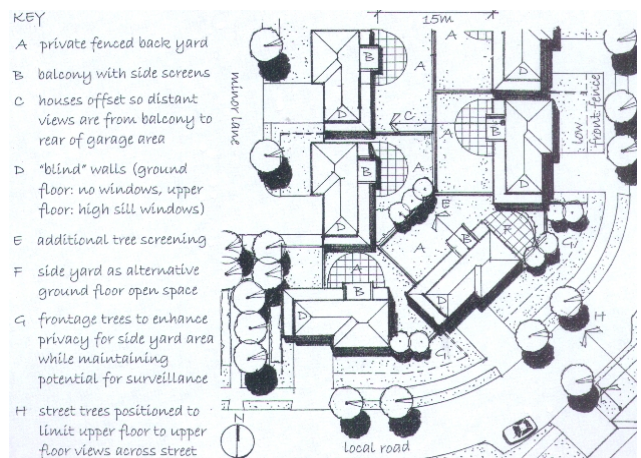 KEY
A private fenced back yard
B balcony with side screens
C houses offset so distant
views are from balcony to
rear of garage area
D "blind" walls (ground
floor: no windows, upper
floor: high sill windows)
E additional tree screening
F side yard as alternative
ground floor open space
G frontage trees to enhance
privacy for side yard area
while maintaining
potential for surveillance
H street trees positioned to
limit upper floor to upper
floor views across street
15m
A
A
D
B
A
minor lane
D
C
A
B
D
low
front fence
B
A
A
D
E
F
G
A
B
A
B
D
D
H
G
N
local road